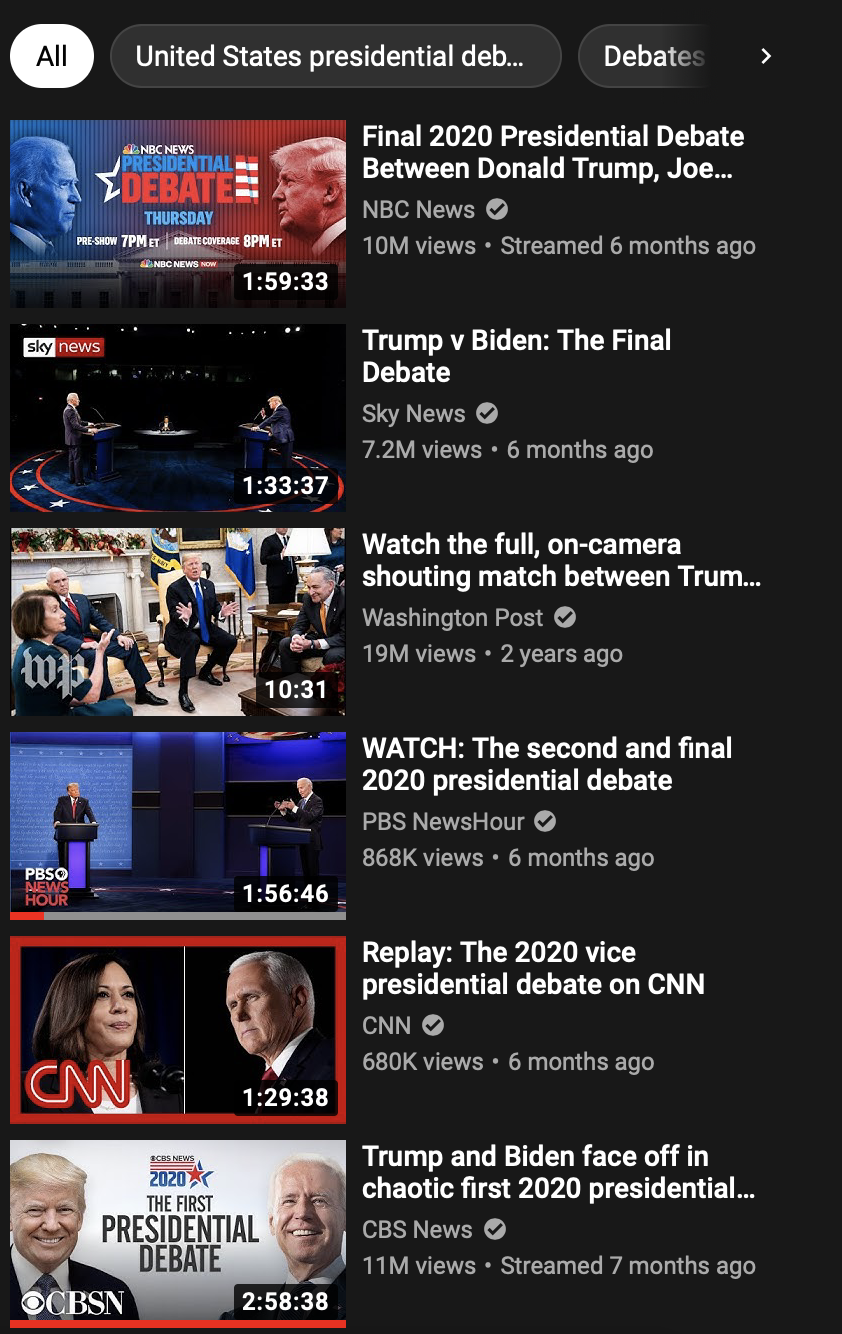 All
United States presidential deb...
Debates
NBC NEWS
PRESIDENTIAL
DEBATE
THURSDAY
PRE-SHOW 7PM ET | DEBATE COVERAGE 8PM ET
NBC NEWS NOW
1:59:33
Final 2020 Presidential Debate
Between Donald Trump, Joe...
NBC News
10M views • Streamed 6 months ago
sky news
1:33:37
Trump v Biden: The Final
Debate
Sky News
7.2M views • 6 months ago
wp
10:31
Watch the full, on-camera
shouting match between Trum...
Washington Post
19M views • 2 years ago
PBS
NEWS
HOUR
1:56:46
WATCH: The second and final
2020 presidential debate
PBS NewsHour
868K views • 6 months ago
CNN
1:29:38
Replay: The 2020 vice
presidential debate on CNN
CNN
680K views • 6 months ago
CBS NEWS
2020
THE FIRST
PRESIDENTIAL
DEBATE
CBSN
2:58:38
Trump and Biden face off in
chaotic first 2020 presidential...
CBS News
11M views • Streamed 7 months ago